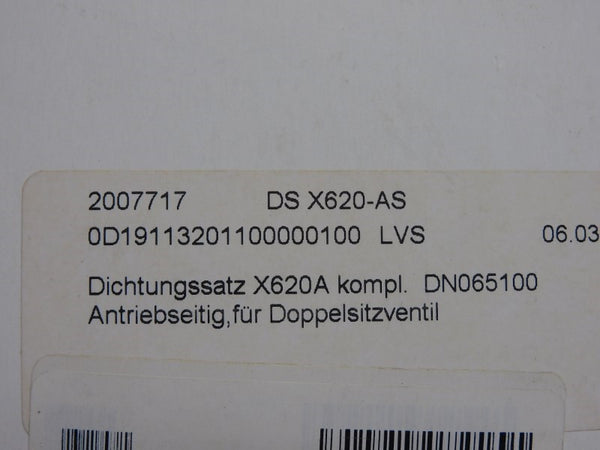 2007717 DS X620-AS
0D19113201100000100 LVS 06.03
Dichtungssatz X620A kompl. DN065100
Antriebseitig,für Doppelsitzventil